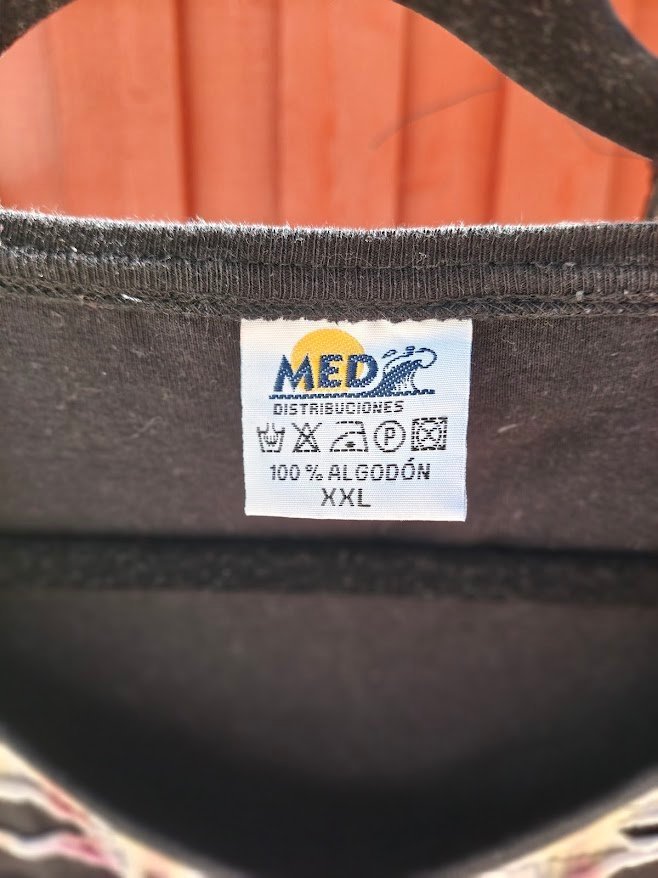 MED
DISTRIBUCIONES
P
100 % ALGODÓN
XXL